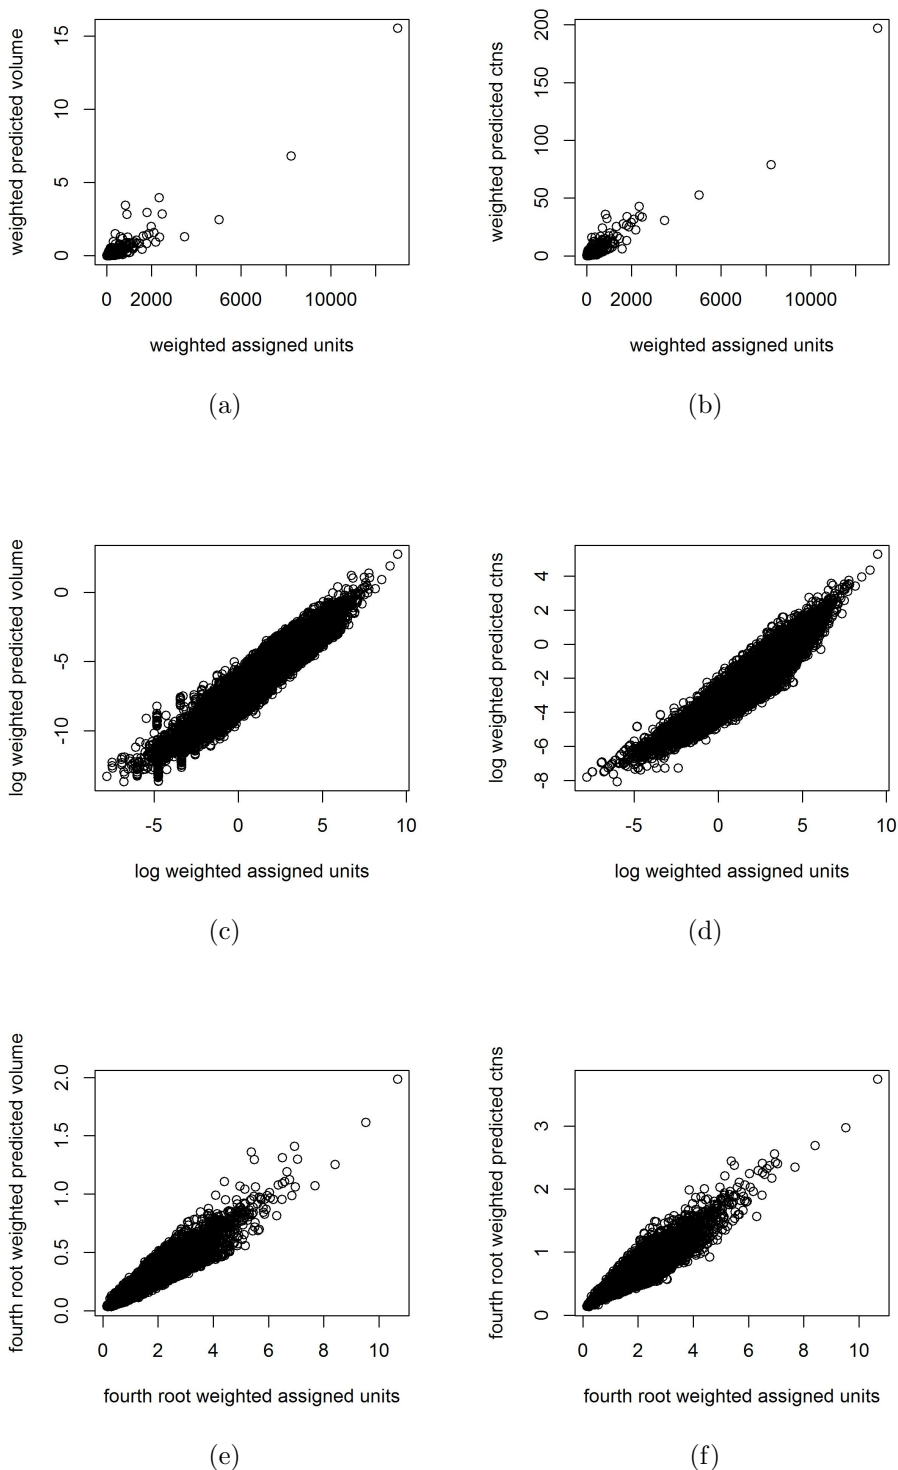 weighted predicted volume
15
10
5
0
0 2000 6000 10000
weighted assigned units
(a)
weighted predicted ctns
200
150
100
50
0
0 2000 6000 10000
weighted assigned units
(b)
log weighted predicted volume
0
-5
-10
-5 0 5 10
log weighted assigned units
(c)
log weighted predicted ctns
4
2
0
-2
-4
-6
-8
-5 0 5 10
log weighted assigned units
(d)
fourth root weighted predicted volume
2.0
1.5
1.0
0.5
0.0
0 2 4 6 8 10
fourth root weighted assigned units
(e)
fourth root weighted predicted ctns
3
2
1
0
0 2 4 6 8 10
fourth root weighted assigned units
(f)